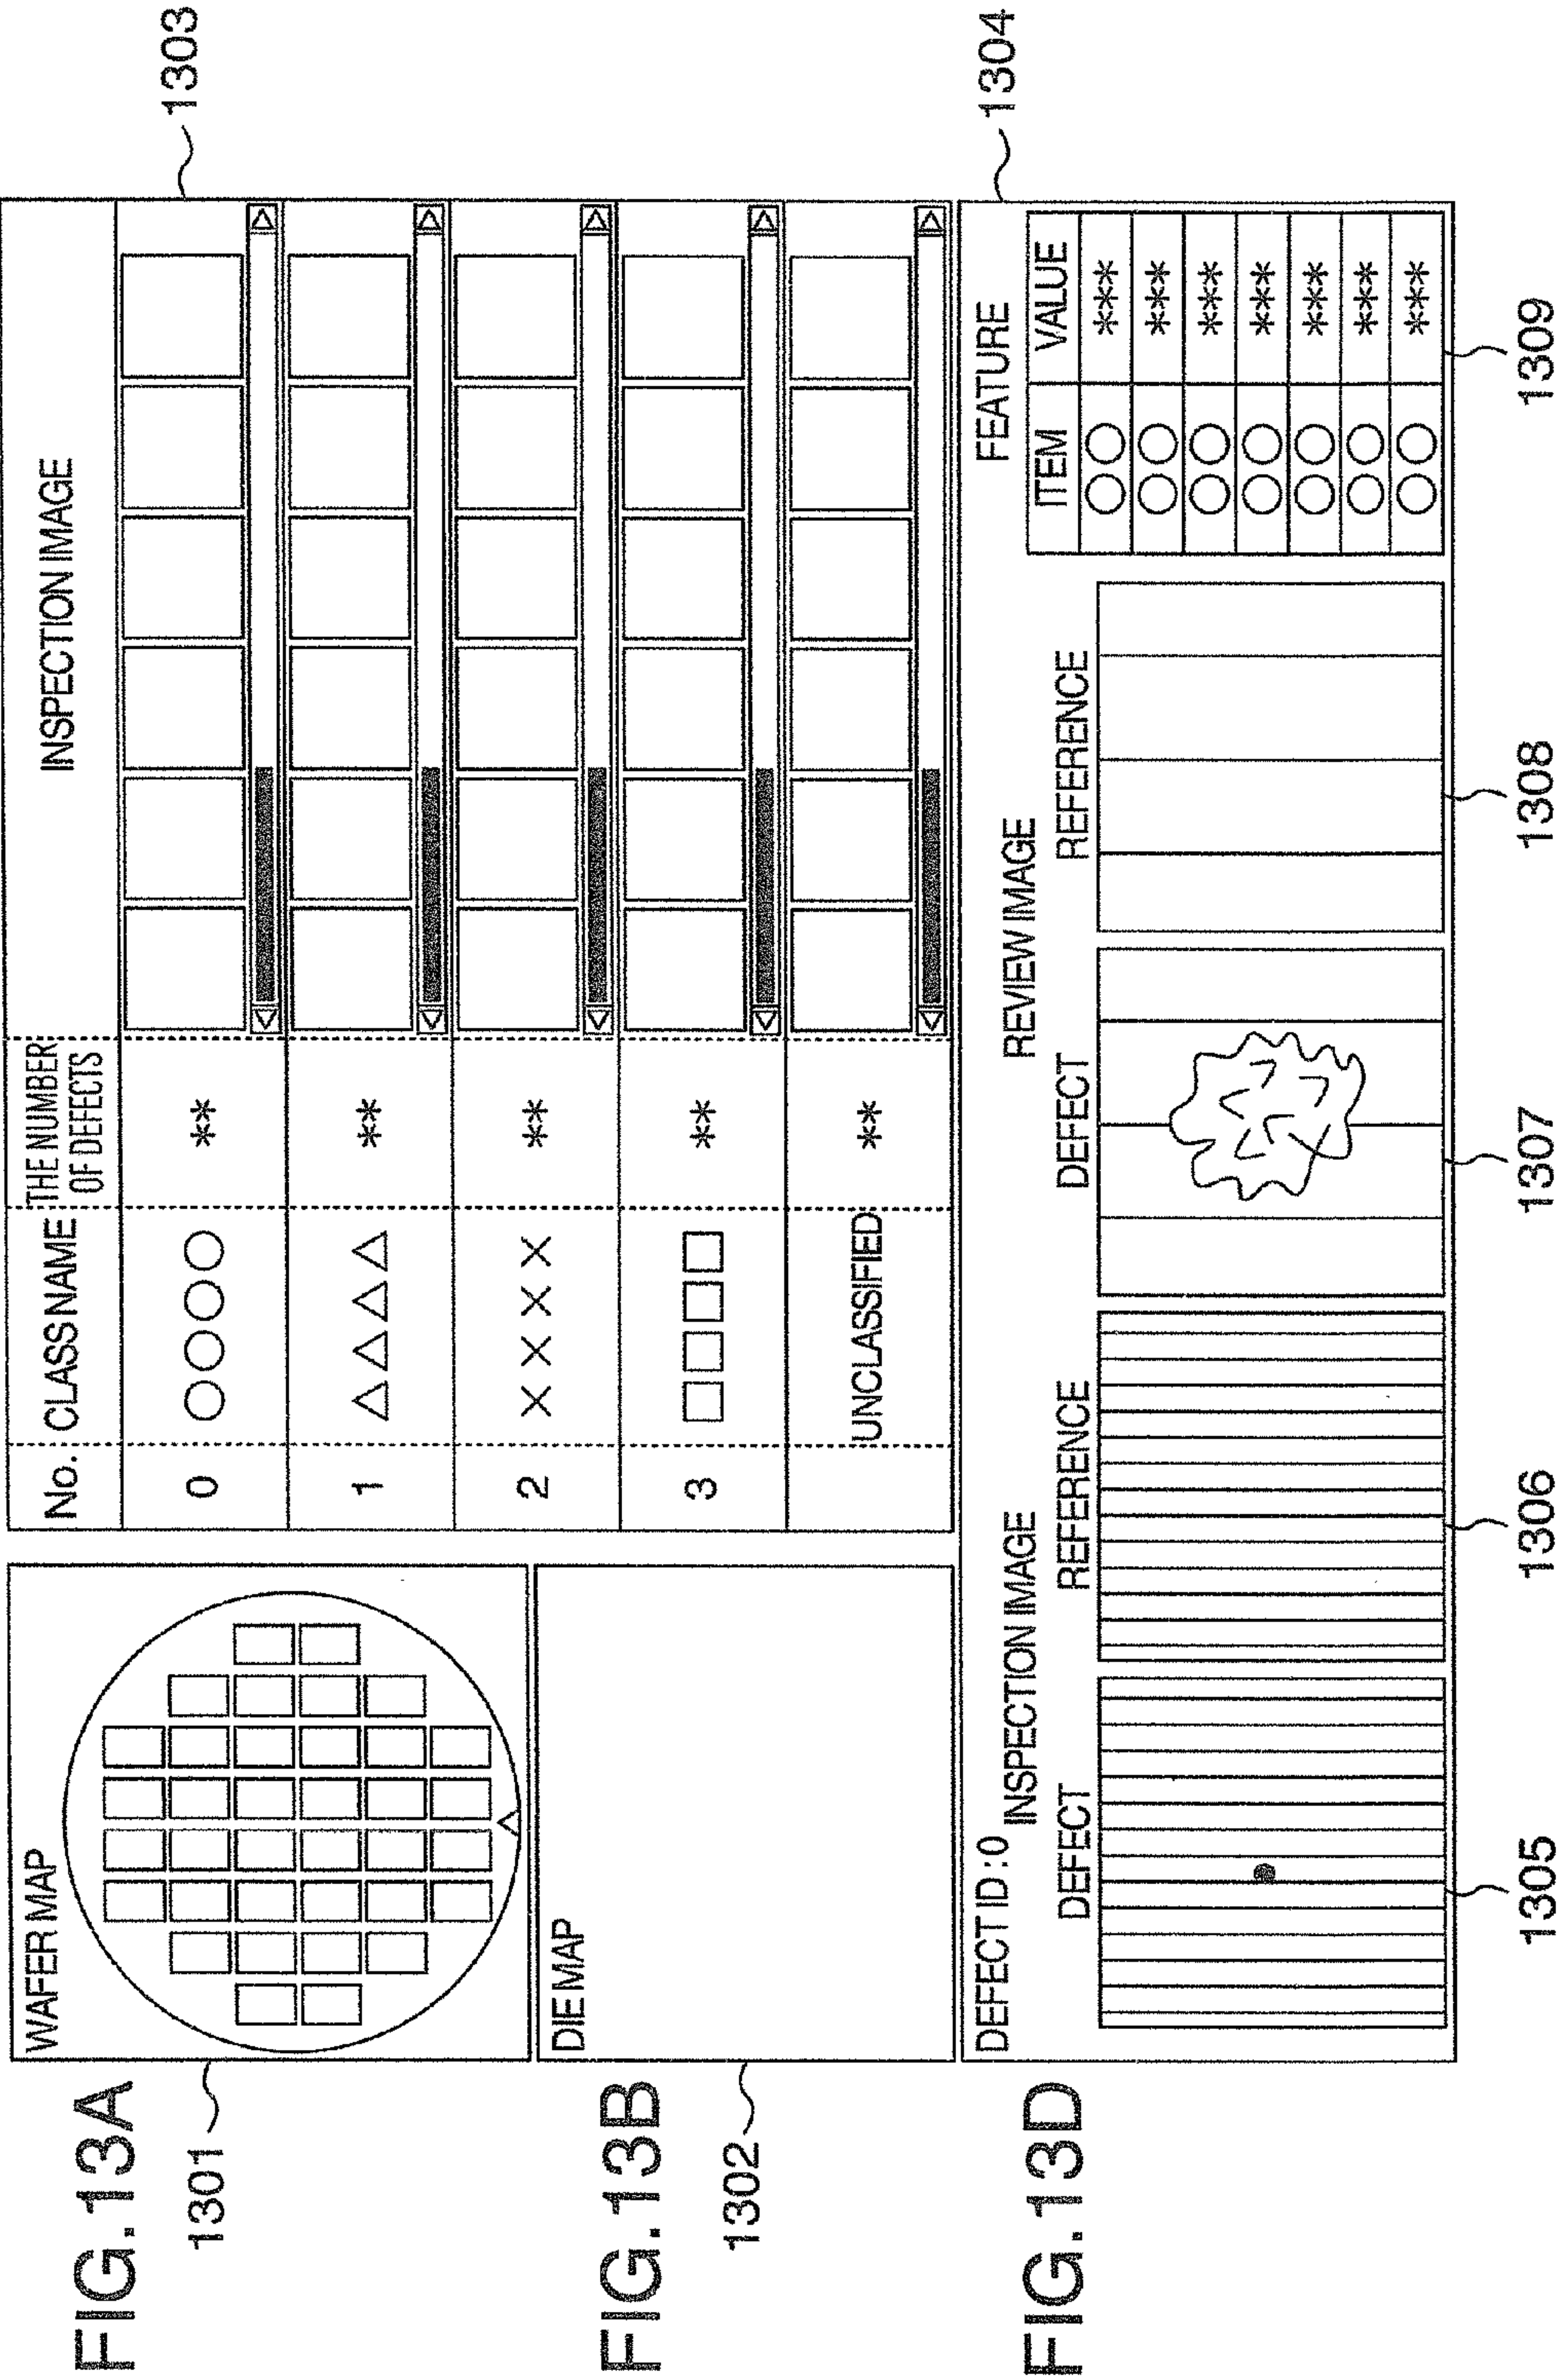 FIG.13A
1301
WAFER MAP
FIG.13B
1302
DIE MAP
No. CLASS NAME THE NUMBER OF DEFECTS INSPECTION IMAGE
0 ○○○○ **
1 △△△△ **
2 ×××× **
3 □□□□ **
UNCLASSIFIED **
1303
FIG.13D
1304
DEFECT ID : 0
INSPECTION IMAGE REVIEW IMAGE FEATURE
DEFECT REFERENCE DEFECT REFERENCE
ITEM VALUE
○○ ***
○○ ***
○○ ***
○○ ***
○○ ***
○○ ***
○○ ***
1305 1306 1307 1308 1309